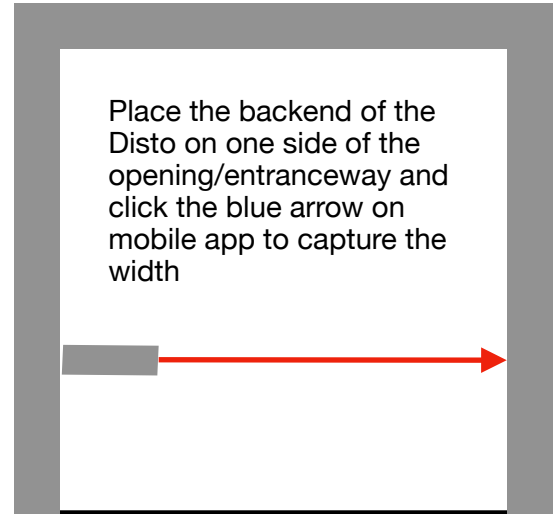 Place the backend of the
Disto on one side of the
opening/entranceway and
click the blue arrow on
mobile app to capture the
width